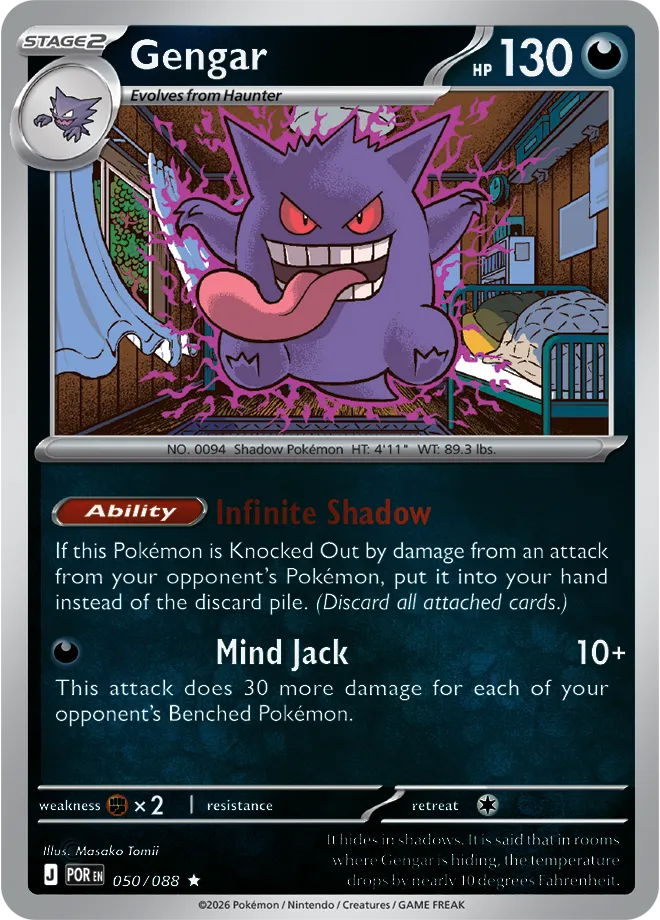 STAGE2
Gengar
HP 130
Evolves from Haunter
NO. 0094 Shadow Pokémon HT: 4'11" WT: 89.3 lbs.
Ability Infinite Shadow
If this Pokémon is Knocked Out by damage from an attack
from your opponent's Pokémon, put it into your hand
instead of the discard pile. (Discard all attached cards.)
Mind Jack 10+
This attack does 30 more damage for each of your
opponent's Benched Pokémon.
weakness ×2 resistance retreat
Illus. Masako Tomii
It hides in shadows. It is said that in rooms
where Gengar is hiding, the temperature
drops by nearly 10 degrees Fahrenheit.
J POR EN 050/088 ★
©2026 Pokémon / Nintendo / Creatures / GAME FREAK